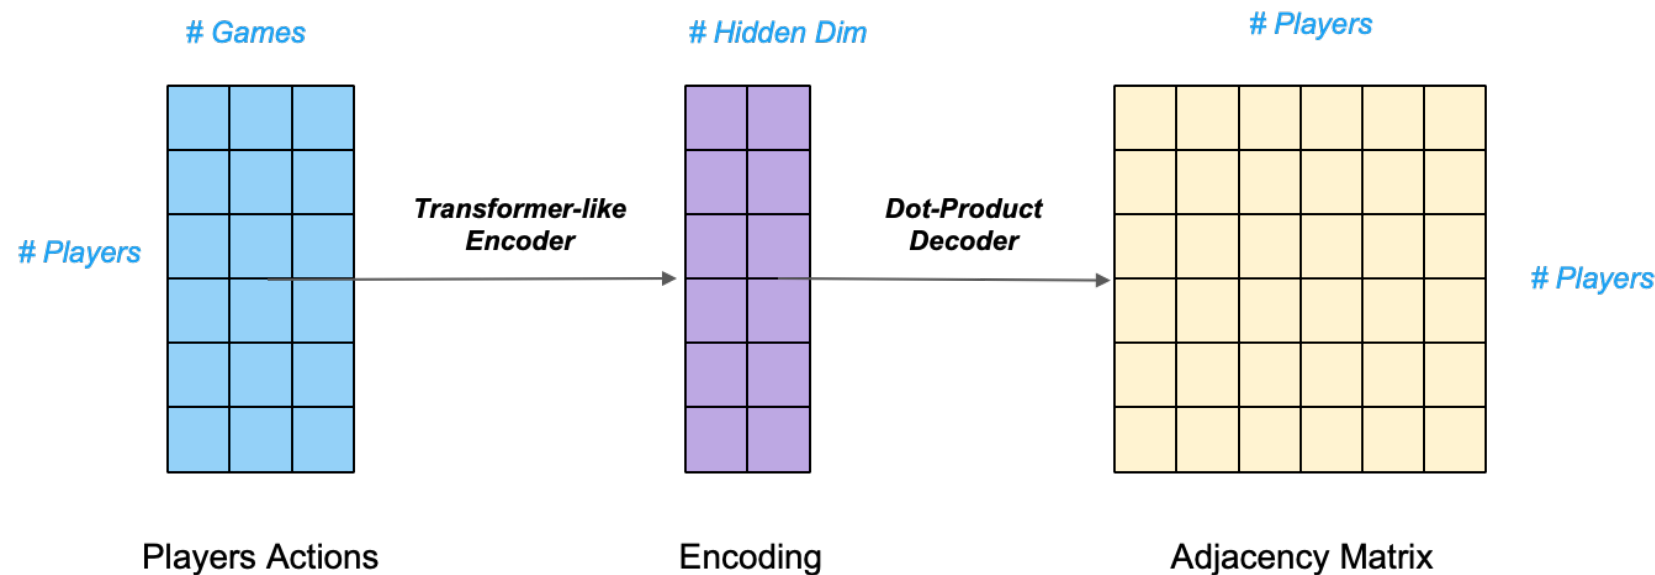 # Games
# Hidden Dim
# Players
Transformer-like
Encoder
Dot-Product
Decoder
# Players
# Players
Players Actions
Encoding
Adjacency Matrix